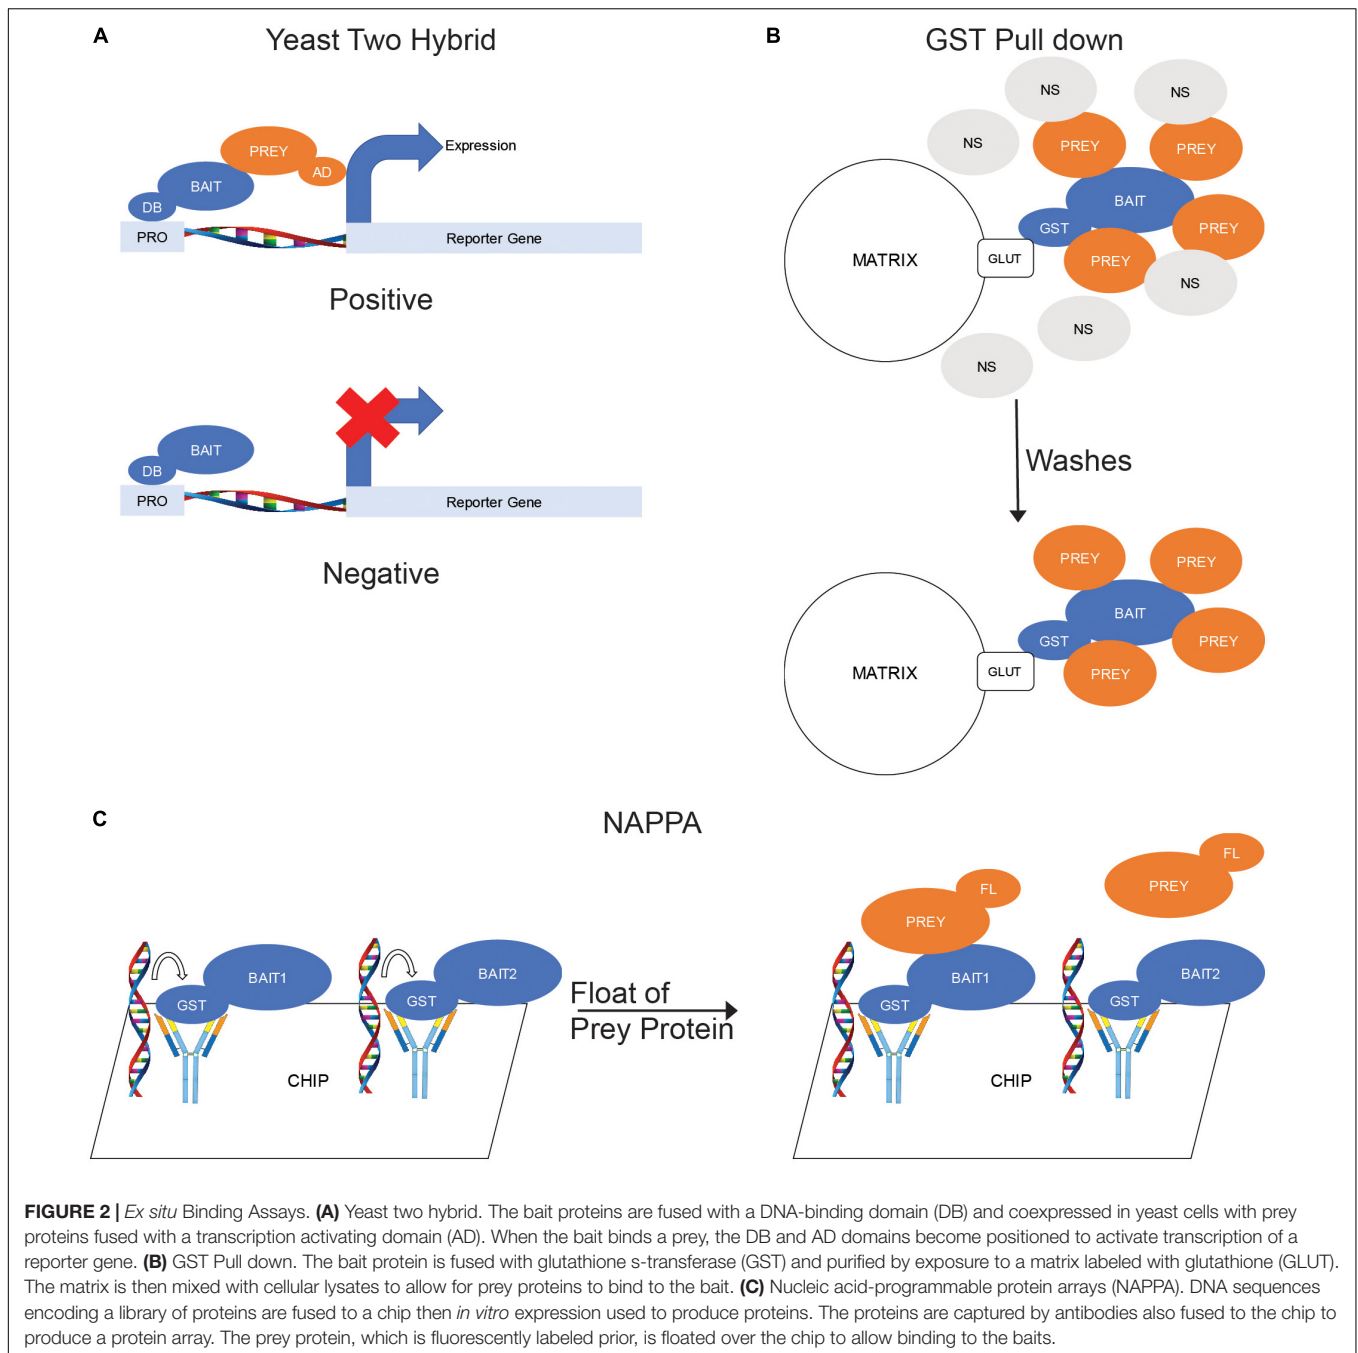 A
Yeast Two Hybrid
PREY
AD
BAIT
DB
PRO
Expression
Reporter Gene
Positive
BAIT
DB
PRO
Reporter Gene
Negative
B
GST Pull down
NS
NS
NS
PREY
PREY
BAIT
GST
PREY
MATRIX
GLUT
PREY
NS
NS
NS
Washes
PREY
PREY
BAIT
GST
PREY
MATRIX
GLUT
PREY
C
NAPPA
BAIT1
GST
BAIT2
GST
CHIP
Float of
Prey Protein
FL
PREY
BAIT1
GST
FL
PREY
BAIT2
GST
CHIP
FIGURE 2 | Ex situ Binding Assays. (A) Yeast two hybrid. The bait proteins are fused with a DNA-binding domain (DB) and coexpressed in yeast cells with prey
proteins fused with a transcription activating domain (AD). When the bait binds a prey, the DB and AD domains become positioned to activate transcription of a
reporter gene. (B) GST Pull down. The bait protein is fused with glutathione s-transferase (GST) and purified by exposure to a matrix labeled with glutathione (GLUT).
The matrix is then mixed with cellular lysates to allow for prey proteins to bind to the bait. (C) Nucleic acid-programmable protein arrays (NAPPA). DNA sequences
encoding a library of proteins are fused to a chip then in vitro expression used to produce proteins. The proteins are captured by antibodies also fused to the chip to
produce a protein array. The prey protein, which is fluorescently labeled prior, is floated over the chip to allow binding to the baits.